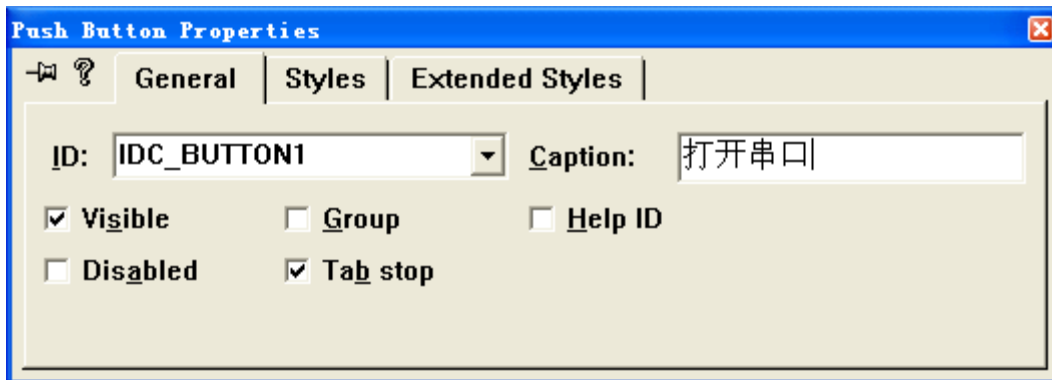 Push Button Properties
General Styles Extended Styles
ID: IDC_BUTTON1 Caption: 打开串口
Visible Group Help ID
Disabled Tab stop